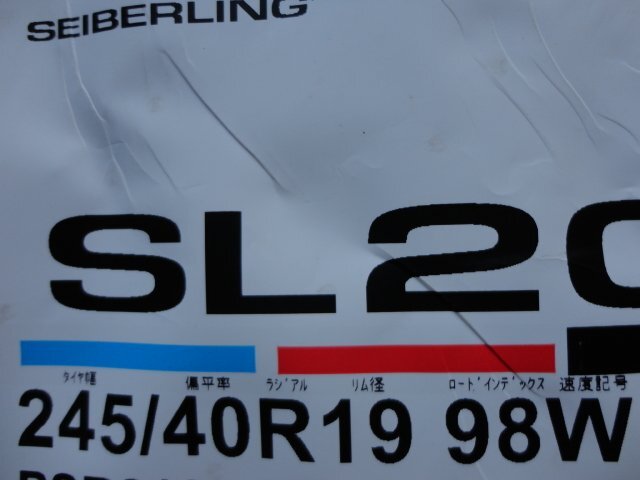 SEIBERLING
SL20
タイヤ幅 偏平率 ラジアル リム径 ロードインデックス 速度記号
245/40R19 98W